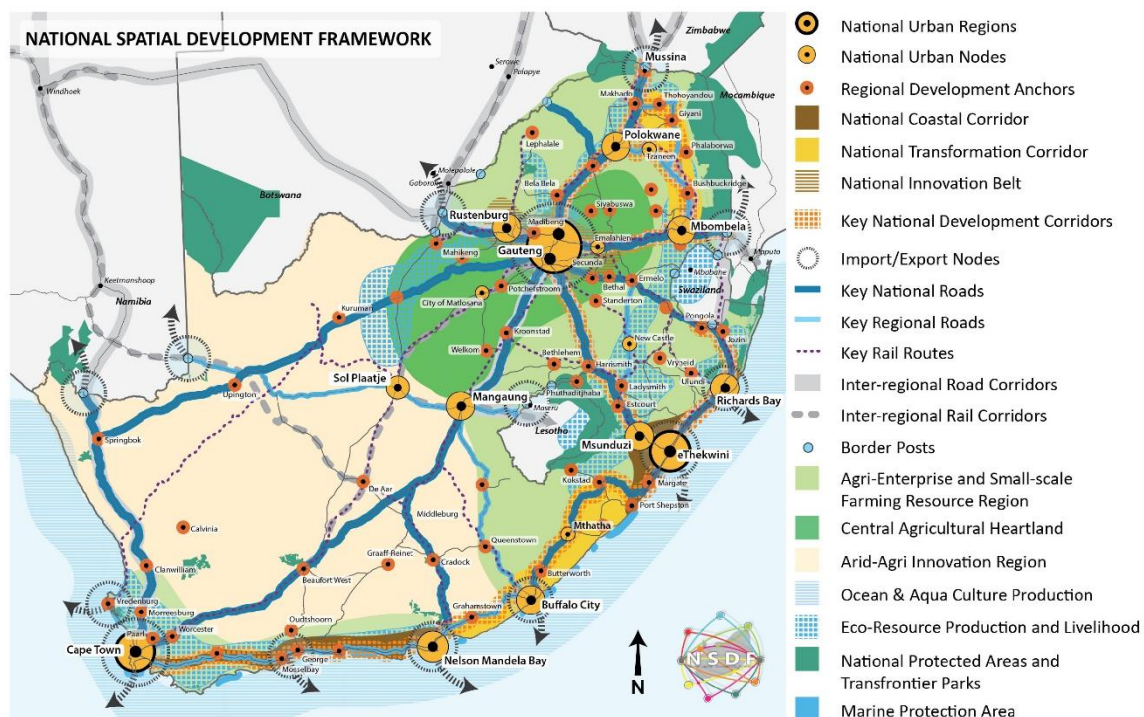 NATIONAL SPATIAL DEVELOPMENT FRAMEWORK
Zimbabwe
Mussina
Serowe
Palapye
Windhoek
Makhado
Thohoyandou
Giyani
Mocambique
Polokwane
Lephalale
Tzaneen
Phalaborwa
Molepolole
Gaborone
Botswana
Bela Bela
Bushbuckridge
Siyabuswa
Rustenburg
Madibeng
Mbombela
Emalahleni
Mahikeng
Gauteng
Secunda
Maputo
Mbabane
Keetmanshoop
Namibia
Potchefstroom
Bethal
Ermelo
Swaziland
City of Matlosana
Standerton
Kuruman
Pongola
Kroonstad
New Castle
Jozini
Welkom
Bethlehem
Harrismith
Vryheid
Sol Plaatje
Ulundi
Upington
Mangaung
Phuthaditjhaba
Ladysmith
Maseru
Estcourt
Richards Bay
Lesotho
Springbok
Msunduzi
eThekwini
Kokstad
De Aar
Margate
Port Shepston
Middleburg
Calvinia
Mthatha
Queenstown
Graaff-Reinet
Clanwilliam
Cradock
Butterworth
Beaufort West
Vredenburg
Grahamstown
Buffalo City
Morreesburg
Oudtshoorn
Worcester
Paarl
Cape Town
George
Nelson Mandela Bay
Mosselbay
N
NSDF
National Urban Regions
National Urban Nodes
Regional Development Anchors
National Coastal Corridor
National Transformation Corridor
National Innovation Belt
Key National Development Corridors
Import/Export Nodes
Key National Roads
Key Regional Roads
Key Rail Routes
Inter-regional Road Corridors
Inter-regional Rail Corridors
Border Posts
Agri-Enterprise and Small-scale
Farming Resource Region
Central Agricultural Heartland
Arid-Agri Innovation Region
Ocean & Aqua Culture Production
Eco-Resource Production and Livelihood
National Protected Areas and
Transfrontier Parks
Marine Protection Area